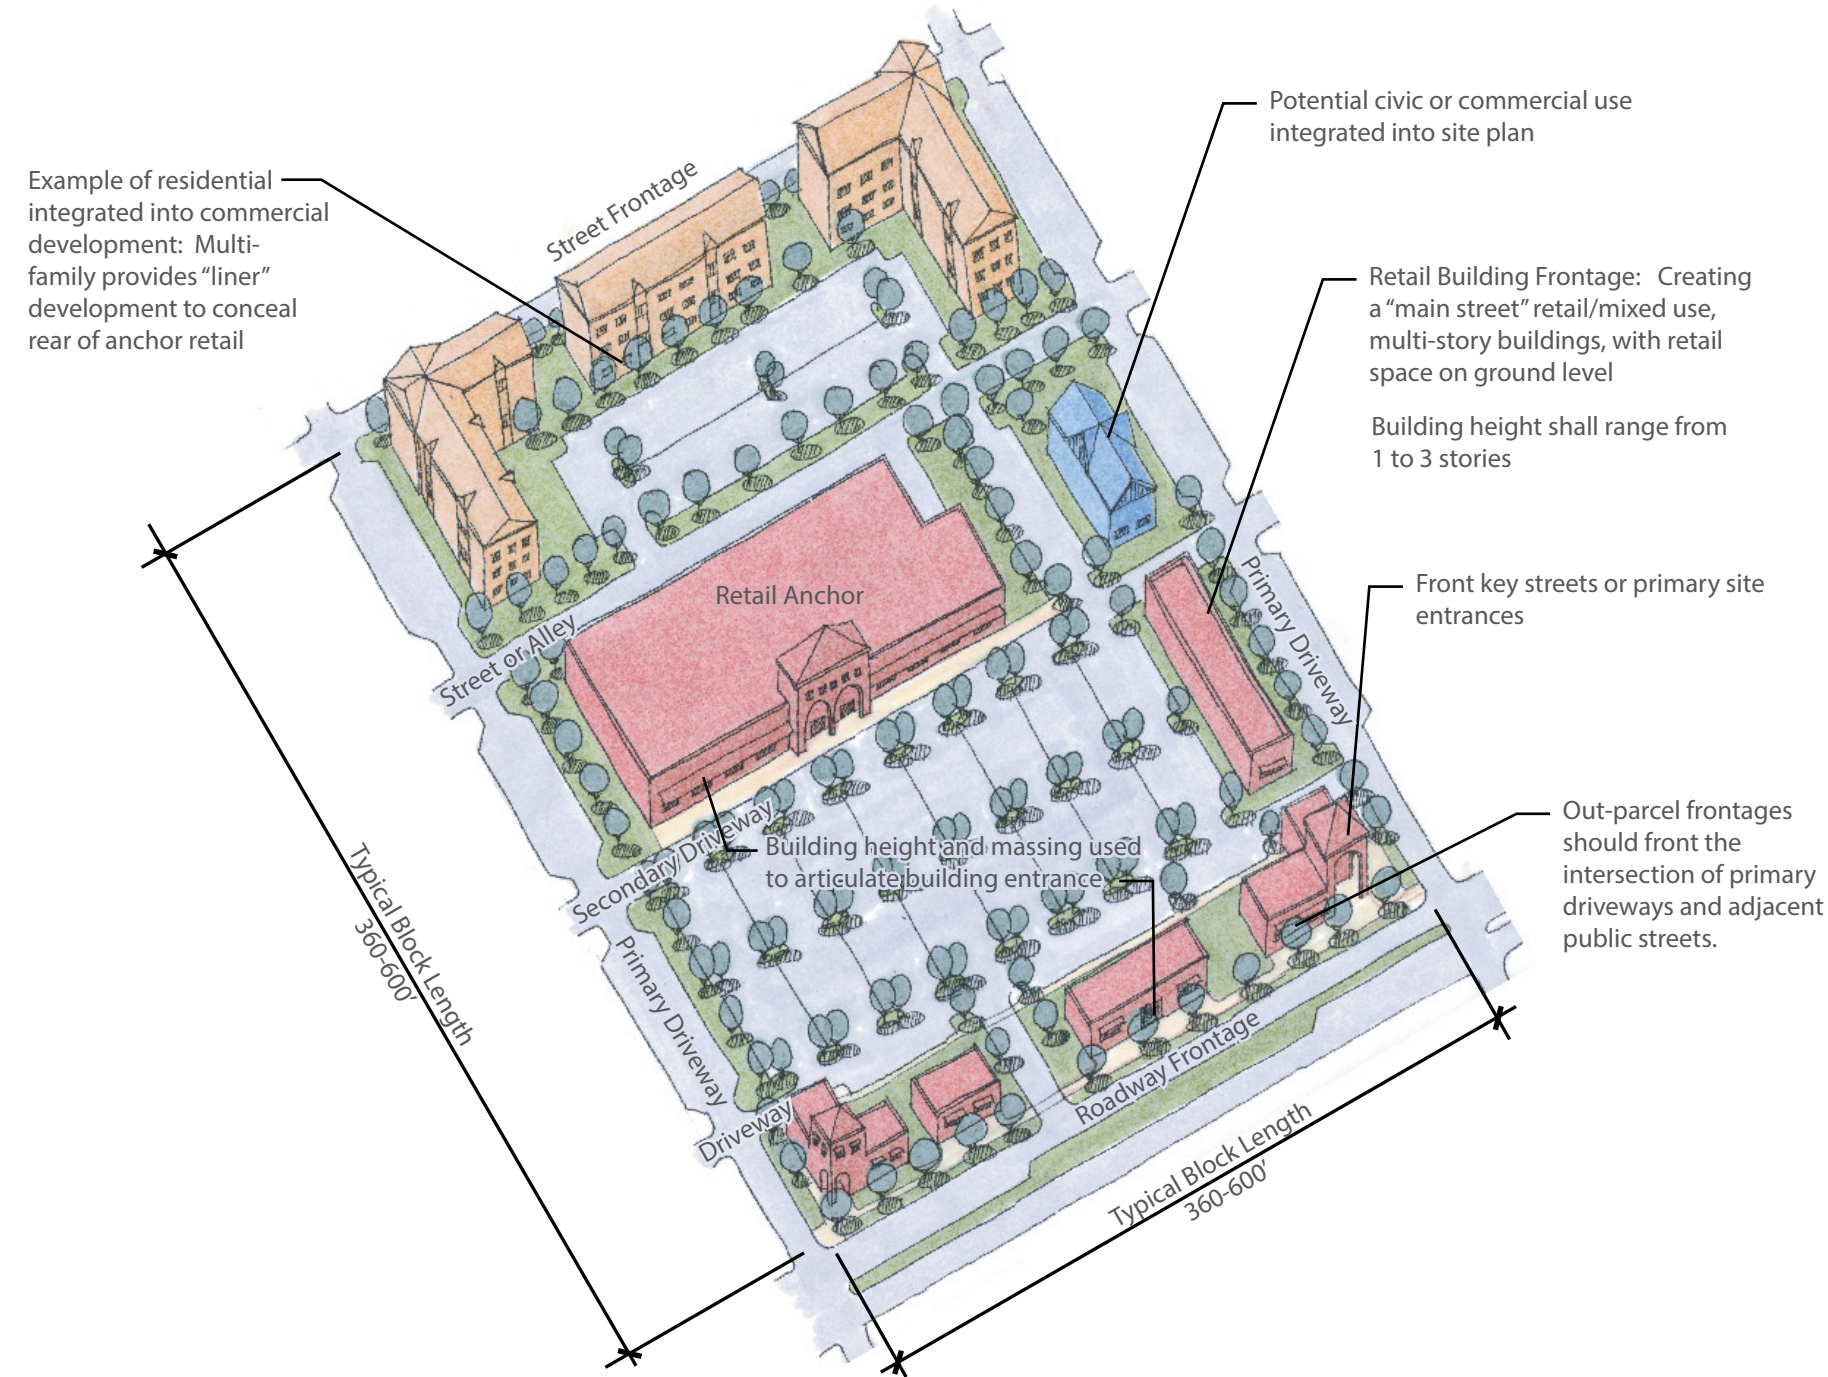 Potential civic or commercial use
integrated into site plan
Street Frontage
Example of residential
integrated into commercial
development:  Multi-
family provides “liner”
development to conceal
rear of anchor retail
Retail Building Frontage:   Creating
a “main street” retail/mixed use,
multi-story buildings, with retail
space on ground level
Building height shall range from
1 to 3 stories
Retail Anchor
Front key streets or primary site
entrances
Primary Driveway
Street or Alley
Out-parcel frontages
should front the
intersection of primary
driveways and adjacent
public streets.
Secondary Driveway
Building height and massing used
to articulate building entrance
Typical Block Length
360-600’
Primary Driveway
Driveway
Roadway Frontage
Typical Block Length
360-600’